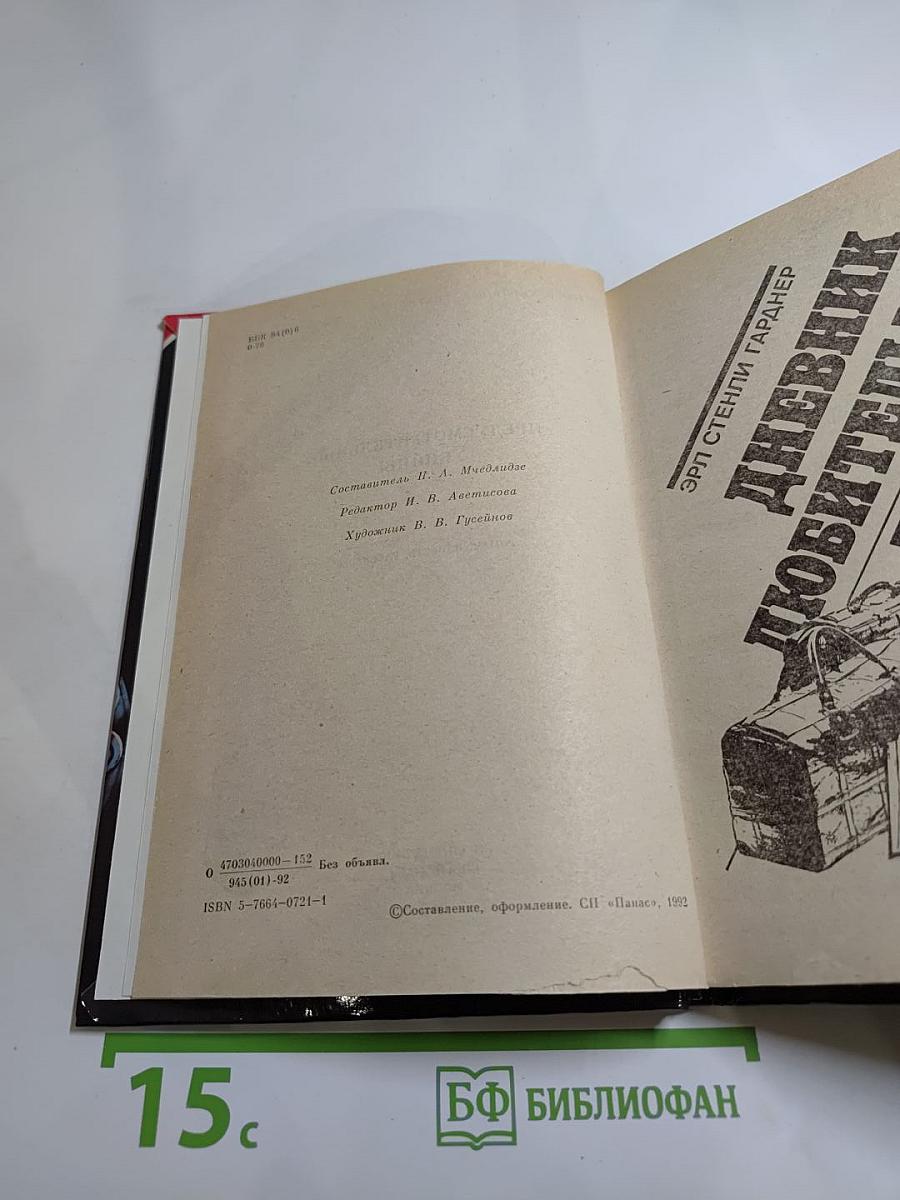 ББК 84(0)6
О-76
Составитель П. А. Мчедлидзе
Редактор И. В. Аветисова
Художник В. В. Гусейнов
О 4703040000—152 Без объявл.
945(01)-92
ISBN 5-7664-0721-1
©Составление, оформление. СП «Панас», 1992
ЭРЛ СТЕНЛИ ГАРДНЕР
ДНЕВНИК
15 с
БФ БИБЛИОФАН